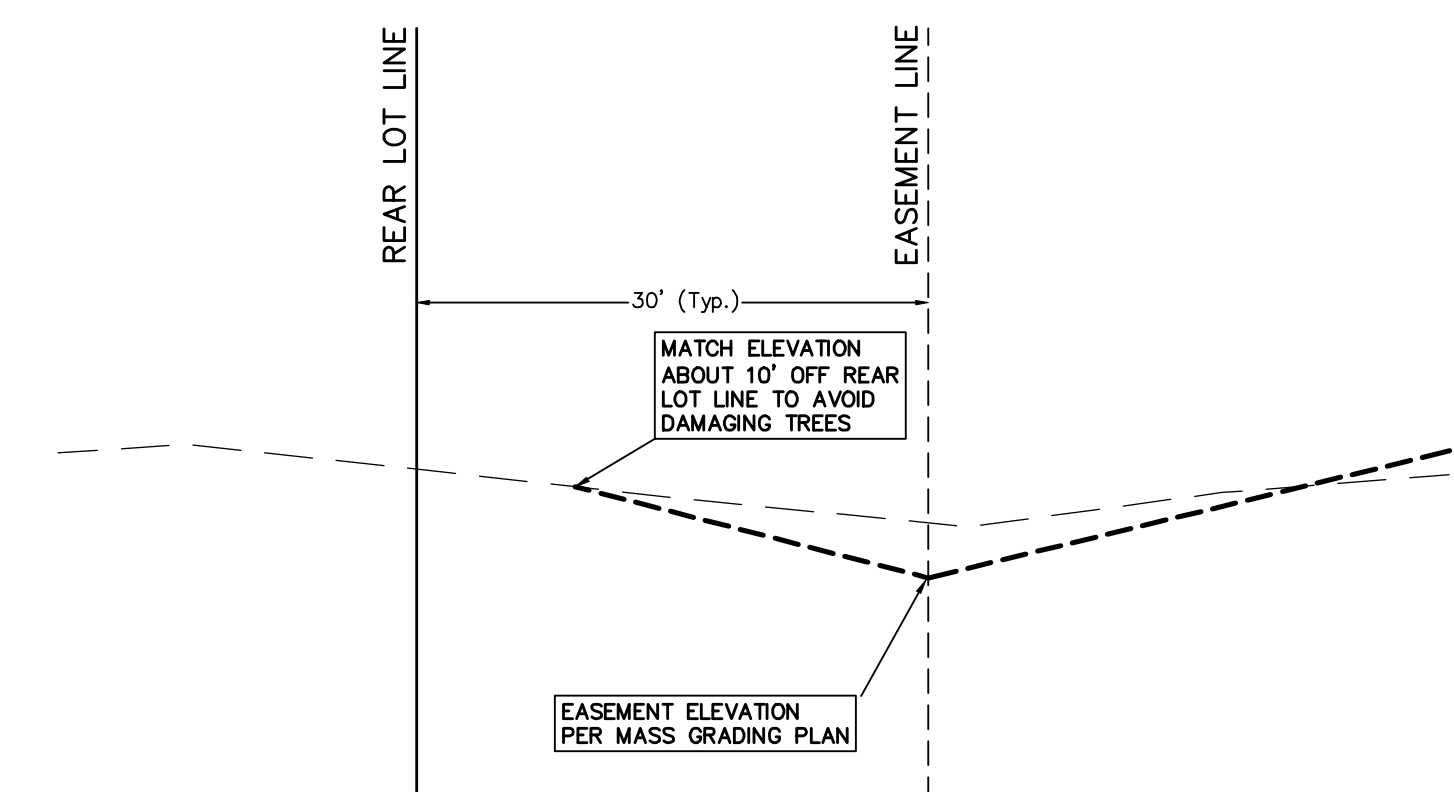 REAR LOT LINE
EASEMENT LINE
30' (Typ.)
MATCH ELEVATION
ABOUT 10' OFF REAR
LOT LINE TO AVOID
DAMAGING TREES
EASEMENT ELEVATION
PER MASS GRADING PLAN